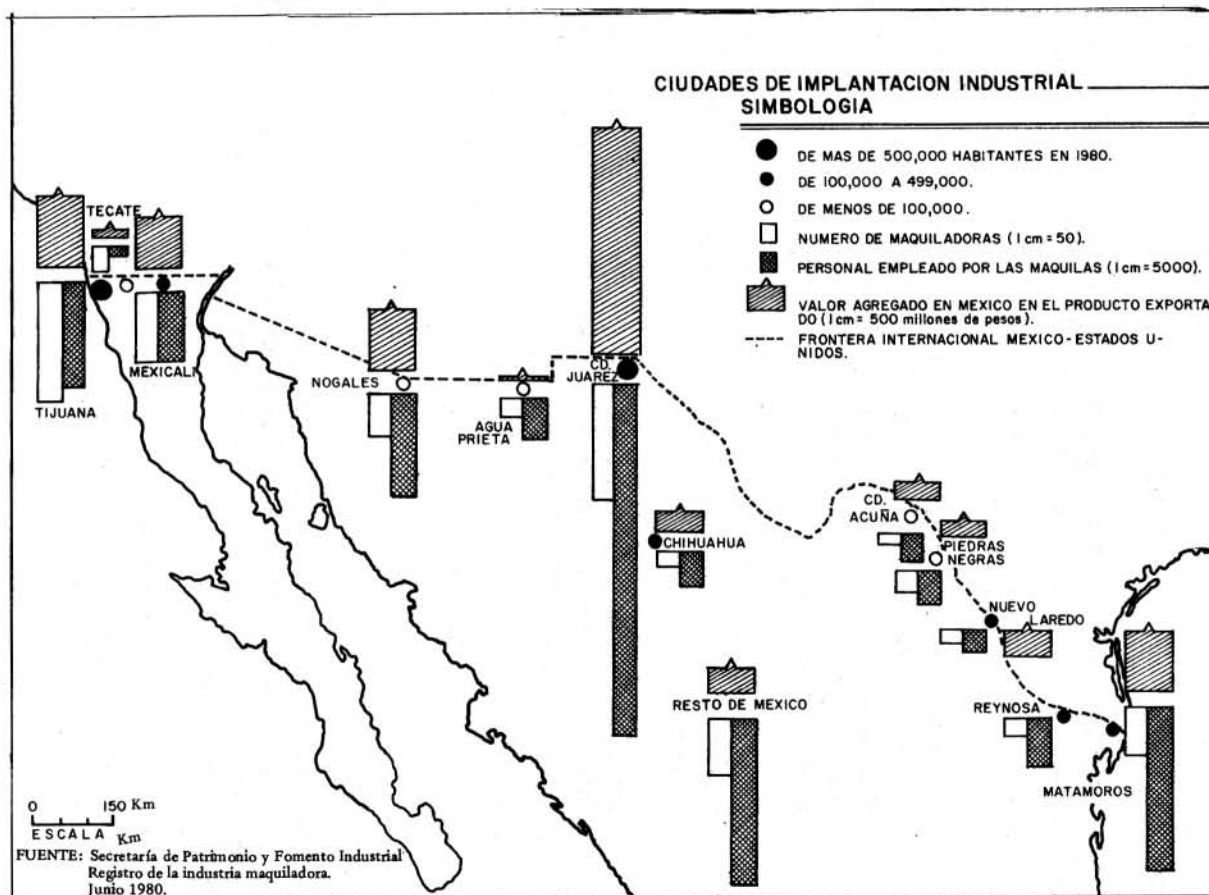 CIUDADES DE IMPLANTACION INDUSTRIAL
SIMBOLOGIA
DE MAS DE 500,000 HABITANTES EN 1980.
DE 100,000 A 499,000.
DE MENOS DE 100,000.
NUMERO DE MAQUILADORAS (1 cm = 50).
PERSONAL EMPLEADO POR LAS MAQUILAS (1 cm = 5000).
VALOR AGREGADO EN MEXICO EN EL PRODUCTO EXPORTA
DO (1 cm = 500 millones de pesos).
FRONTERA INTERNACIONAL MEXICO - ESTADOS U-
NIDOS.
TECATE
MEXICALI
TIJUANA
NOGALES
AGUA
PRIETA
CD.
JUAREZ
CHIHUAHUA
CD.
ACUÑA
PIEDRAS
NEGRAS
NUEVO
LAREDO
RESTO DE MEXICO
REYNOSA
MATAMOROS
0 150 Km
ESCALA Km
FUENTE: Secretaría de Patrimonio y Fomento Industrial
Registro de la industria maquiladora.
Junio 1980.